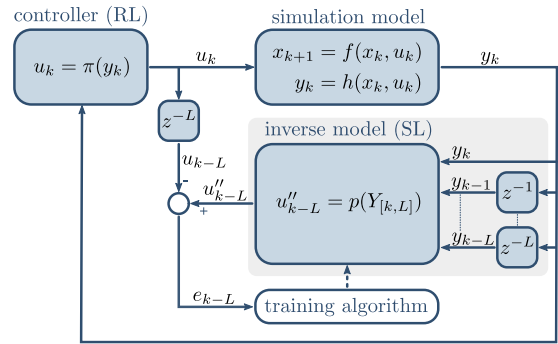 controller (RL)
simulation model
u_k = π(y_k)
u_k
x_{k+1} = f(x_k, u_k)
y_k = h(x_k, u_k)
y_k
z^{-L}
inverse model (SL)
u_{k-L}
-
u''_{k-L}
+
u''_{k-L} = p(Y_{[k,L]})
y_k
y_{k-1}
z^{-1}
y_{k-L}
z^{-L}
e_{k-L}
training algorithm